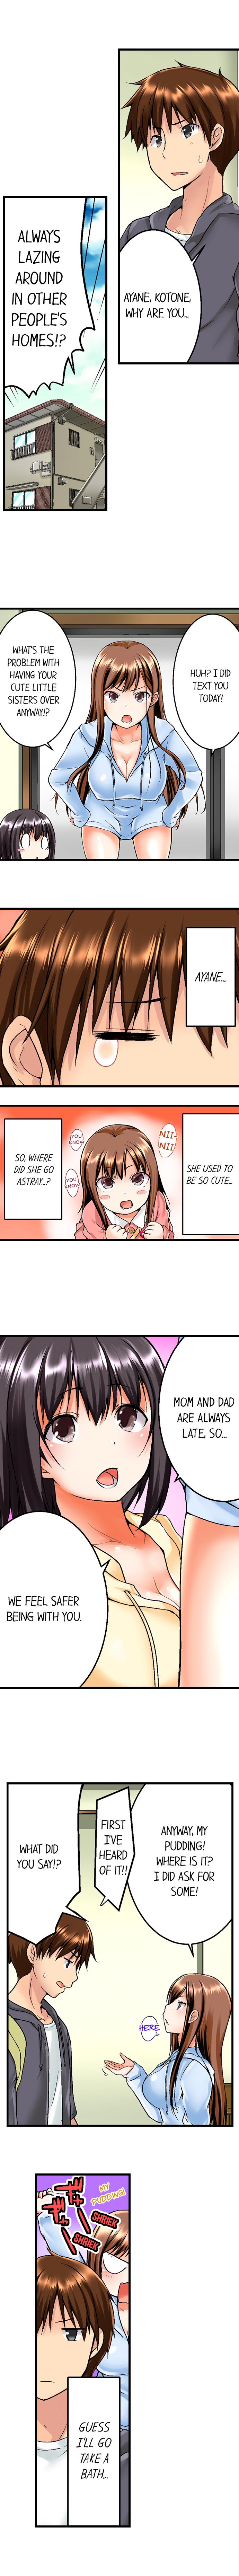 AYANE, KOTONE,
WHY ARE YOU...
ALWAYS
LAZING
AROUND
IN OTHER
PEOPLE'S
HOMES!?
HUH? I DID
TEXT YOU
TODAY!
WHAT'S THE
PROBLEM WITH
HAVING YOUR
CUTE LITTLE
SISTERS OVER
ANYWAY!?
AYANE...
NII-
NII
YOU
KNOW
YOU
KNOW
SHE USED TO
BE SO CUTE...
SO, WHERE
DID SHE GO
ASTRAY...?
MOM AND DAD
ARE ALWAYS
LATE, SO...
WE FEEL SAFER
BEING WITH YOU.
ANYWAY, MY
PUDDING!
WHERE IS IT?
I DID ASK FOR
SOME!
FIRST
I'VE
HEARD
OF IT!!
WHAT DID
YOU SAY!?
HERE
MY
PUDDING!
SHRIEK
SHRIEK
GUESS
I'LL GO
TAKE A
BATH...